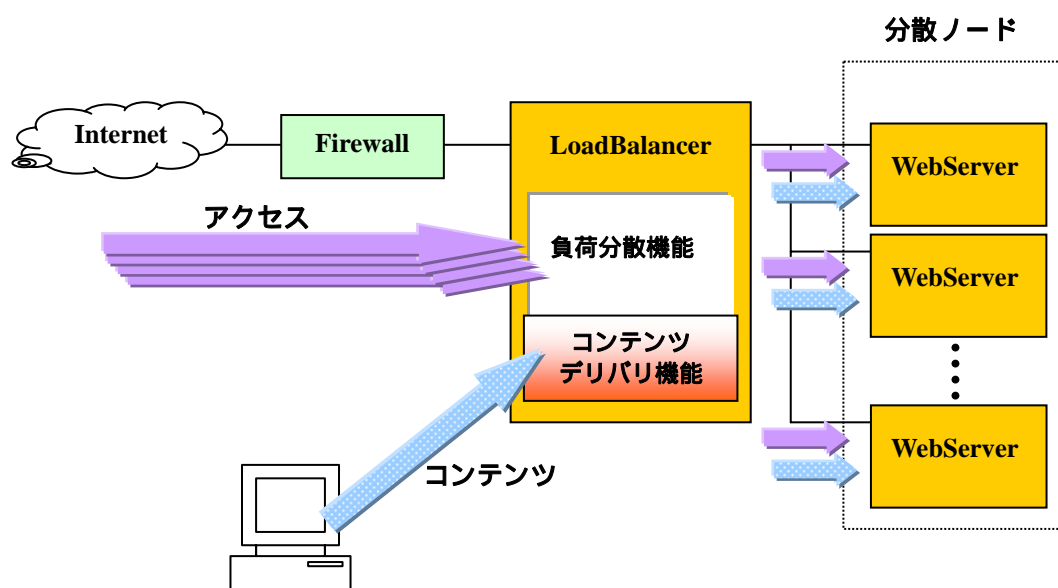 分散ノード
Internet
Firewall
LoadBalancer
WebServer
アクセス
負荷分散機能
WebServer
コンテンツ
デリバリ機能
WebServer
コンテンツ